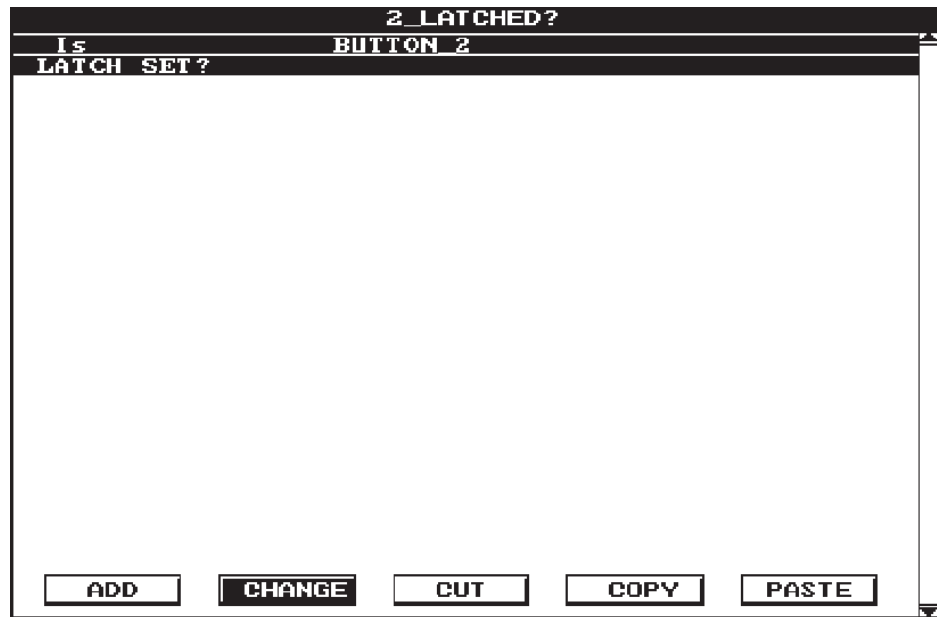 2_LATCHED?
Is BUTTON_2
LATCH SET?
ADD CHANGE CUT COPY PASTE